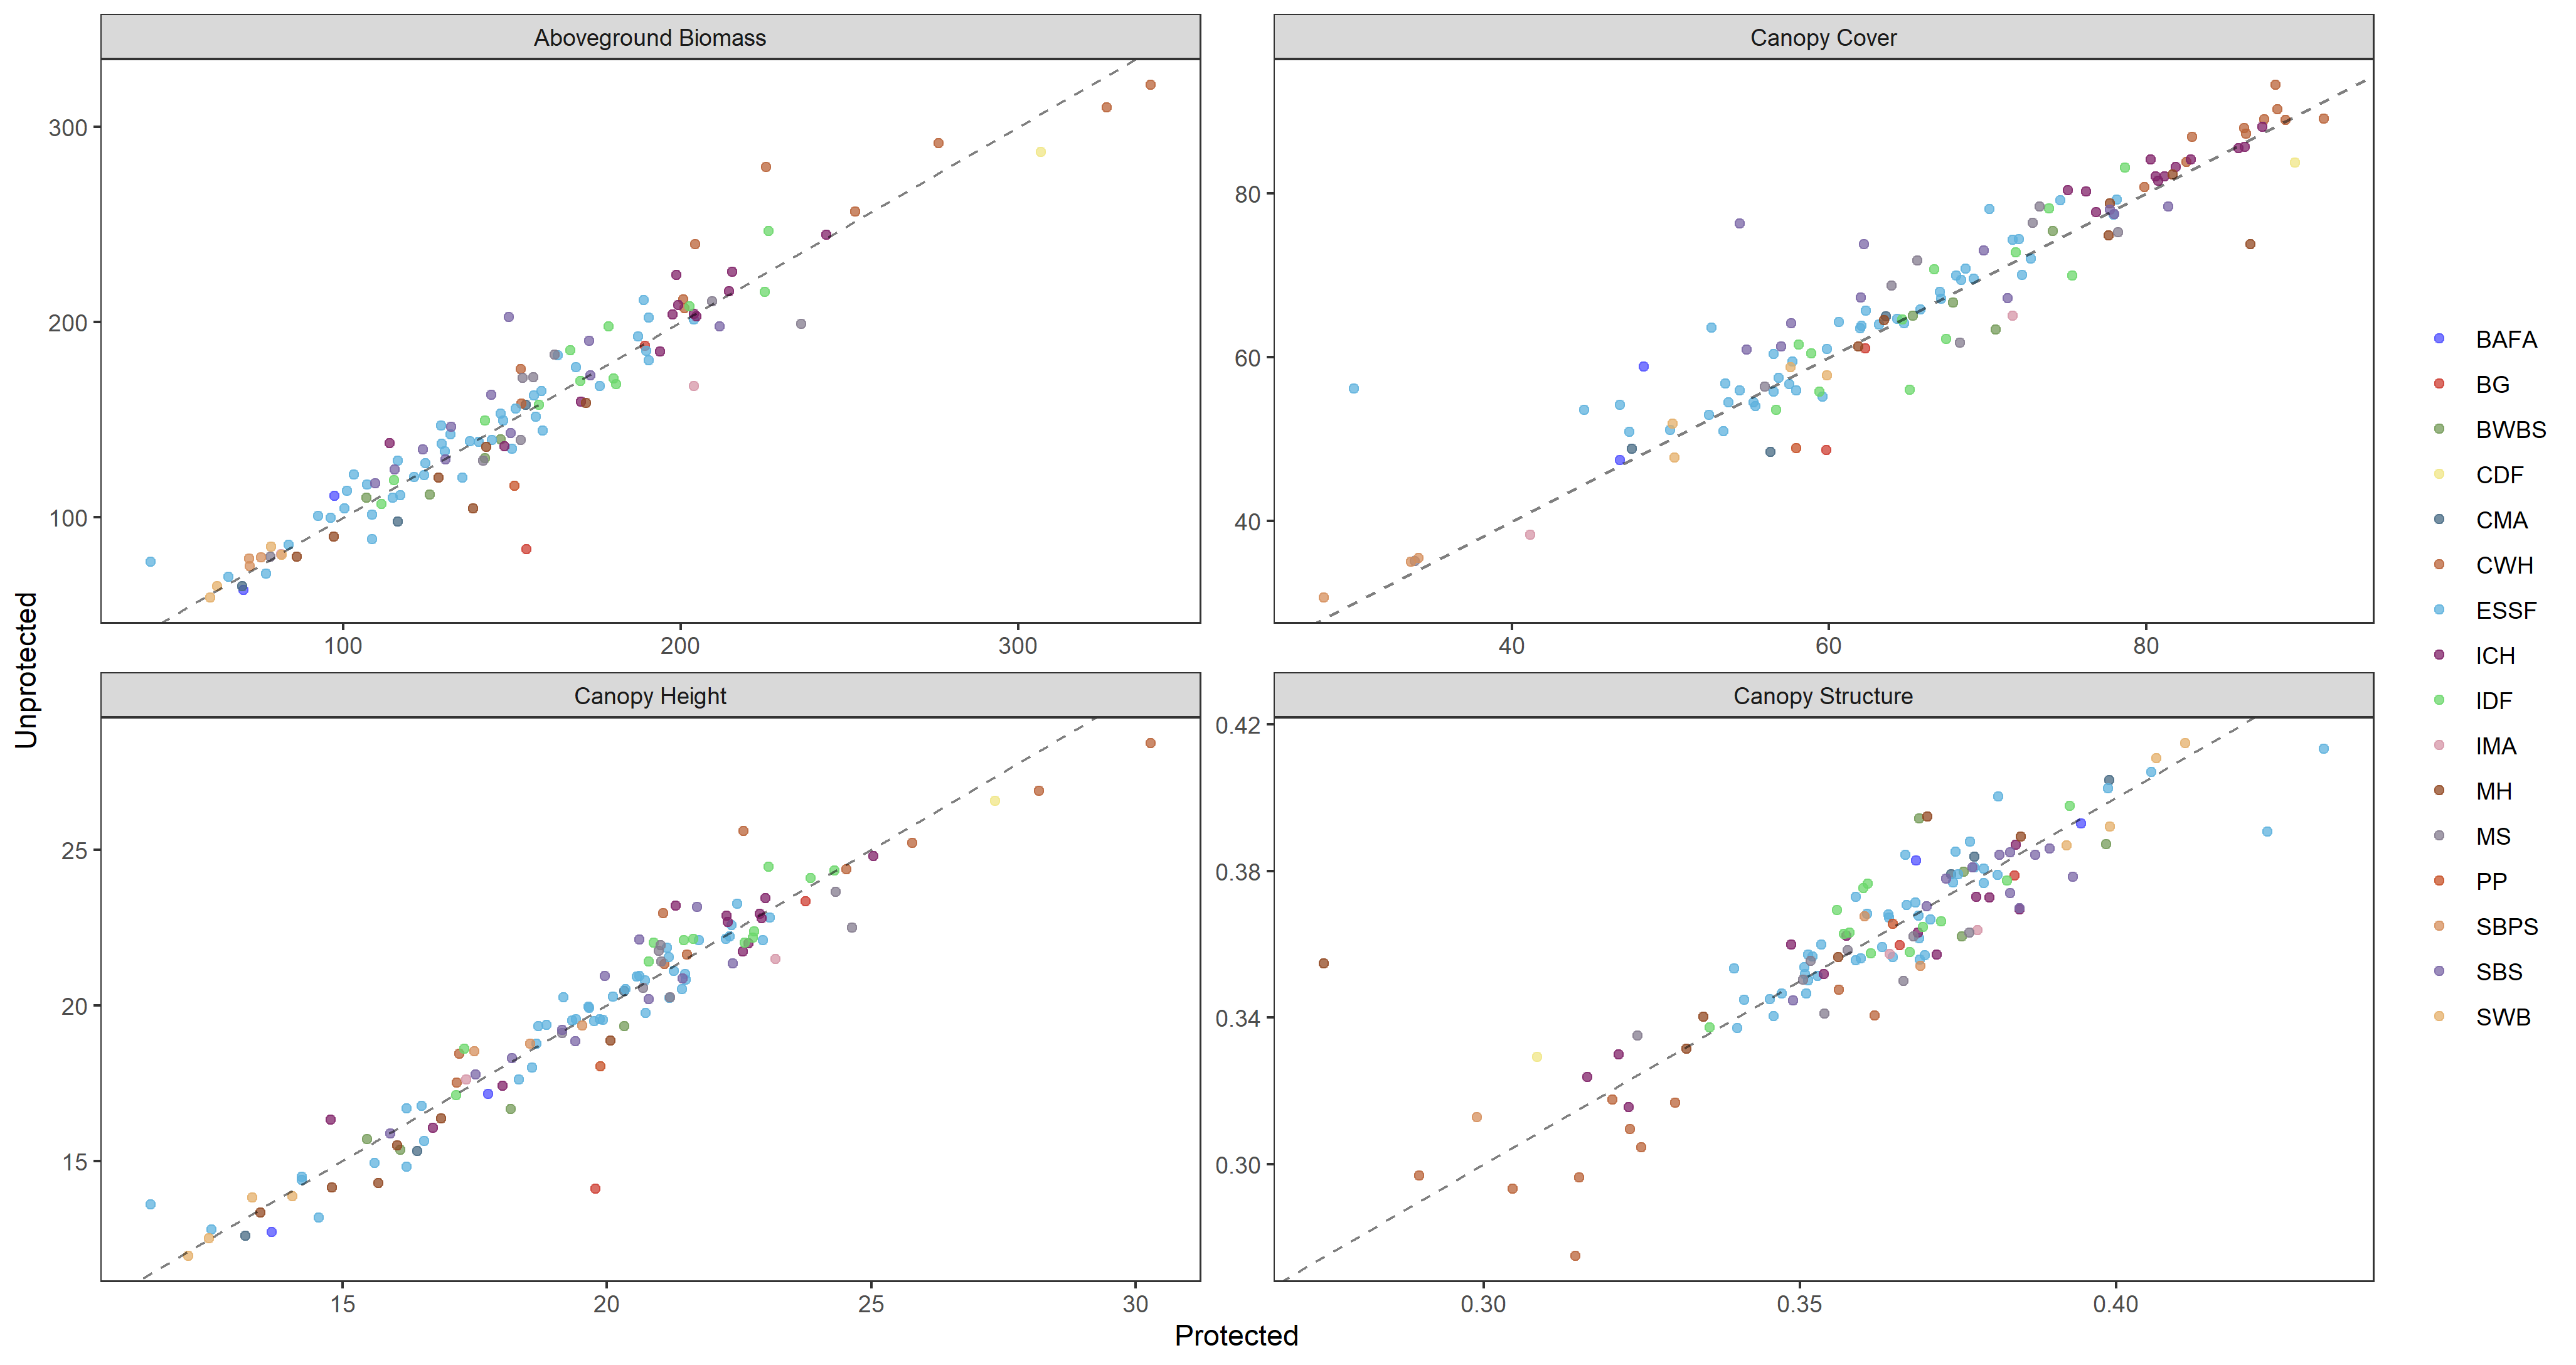 Aboveground Biomass
Canopy Cover
300
200
100
100
200
300
80
60
40
40
60
80
Canopy Height
Canopy Structure
25
20
15
15
20
25
30
0.42
0.38
0.34
0.30
0.30
0.35
0.40
Unprotected
Protected
BAFA
BG
BWBS
CDF
CMA
CWH
ESSF
ICH
IDF
IMA
MH
MS
PP
SBPS
SBS
SWB